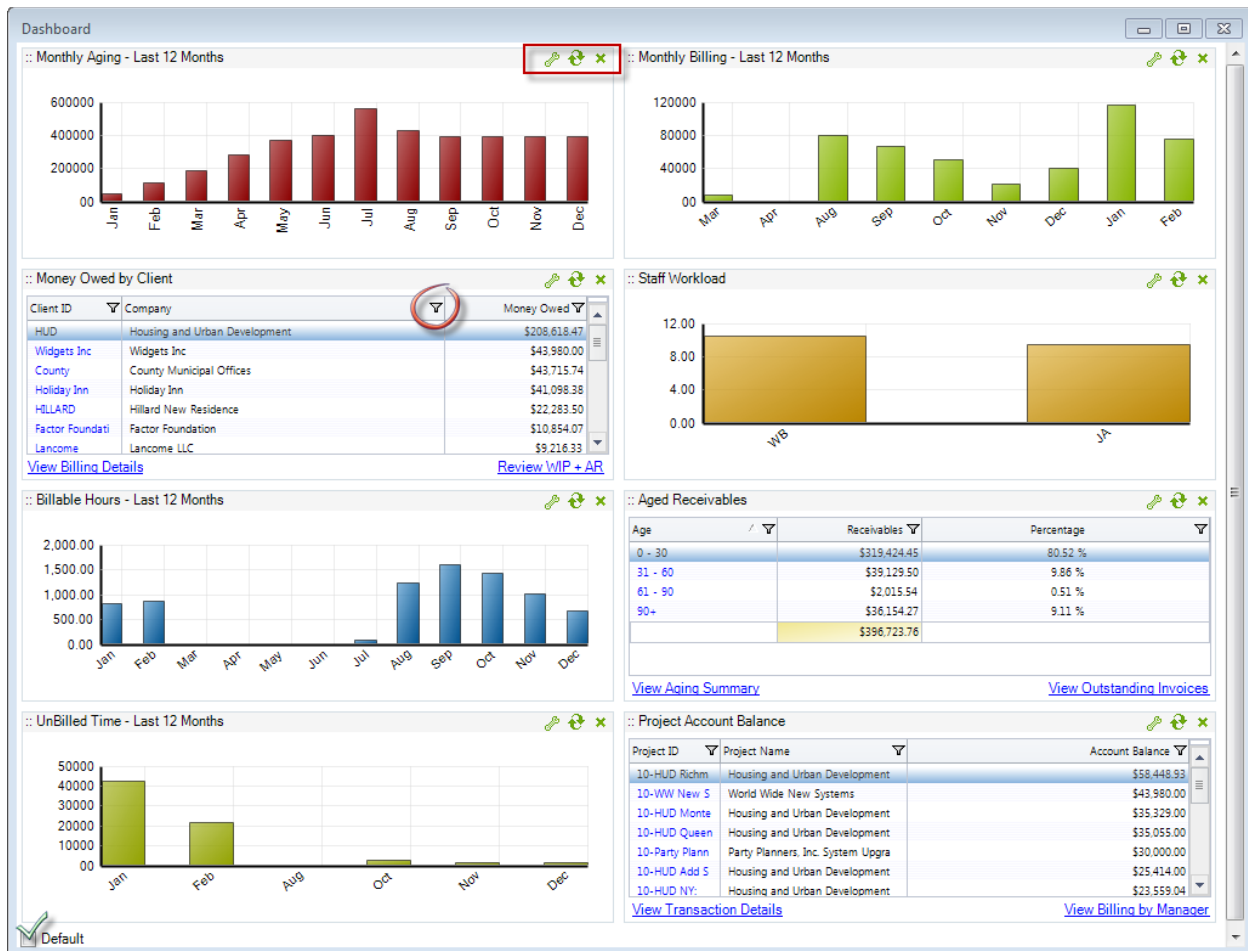 Dashboard
:: Monthly Aging - Last 12 Months
600000
400000
200000
00
Jan Feb Mar Apr May Jun Jul Aug Sep Oct Nov Dec
:: Monthly Billing - Last 12 Months
120000
80000
40000
00
Mar Apr Aug Sep Oct Nov Dec Jan Feb
:: Money Owed by Client
Client ID Company Money Owed
HUD Housing and Urban Development $208,618.47
Widgets Inc Widgets Inc $43,980.00
County County Municipal Offices $43,715.74
Holiday Inn Holiday Inn $41,098.38
HILLARD Hillard New Residence $22,283.50
Factor Foundati Factor Foundation $10,854.07
Lancome Lancome LLC $9,216.33
View Billing Details Review WIP + AR
:: Staff Workload
12.00
8.00
4.00
0.00
WB JA
:: Billable Hours - Last 12 Months
2,000.00
1,500.00
1,000.00
500.00
0.00
Jan Feb Mar Apr May Jun Jul Aug Sep Oct Nov Dec
:: Aged Receivables
Age Receivables Percentage
0 - 30 $319,424.45 80.52 %
31 - 60 $39,129.50 9.86 %
61 - 90 $2,015.54 0.51 %
90+ $36,154.27 9.11 %
$396,723.76
View Aging Summary View Outstanding Invoices
:: UnBilled Time - Last 12 Months
50000
40000
30000
20000
10000
00
Jan Feb Aug Oct Nov Dec
:: Project Account Balance
Project ID Project Name Account Balance
10-HUD Richm Housing and Urban Development $58,448.93
10-WW New S World Wide New Systems $43,980.00
10-HUD Monte Housing and Urban Development $35,329.00
10-HUD Queen Housing and Urban Development $35,055.00
10-Party Plann Party Planners, Inc. System Upgra $30,000.00
10-HUD Add S Housing and Urban Development $25,414.00
10-HUD NY: Housing and Urban Development $23,559.04
View Transaction Details View Billing by Manager
Default